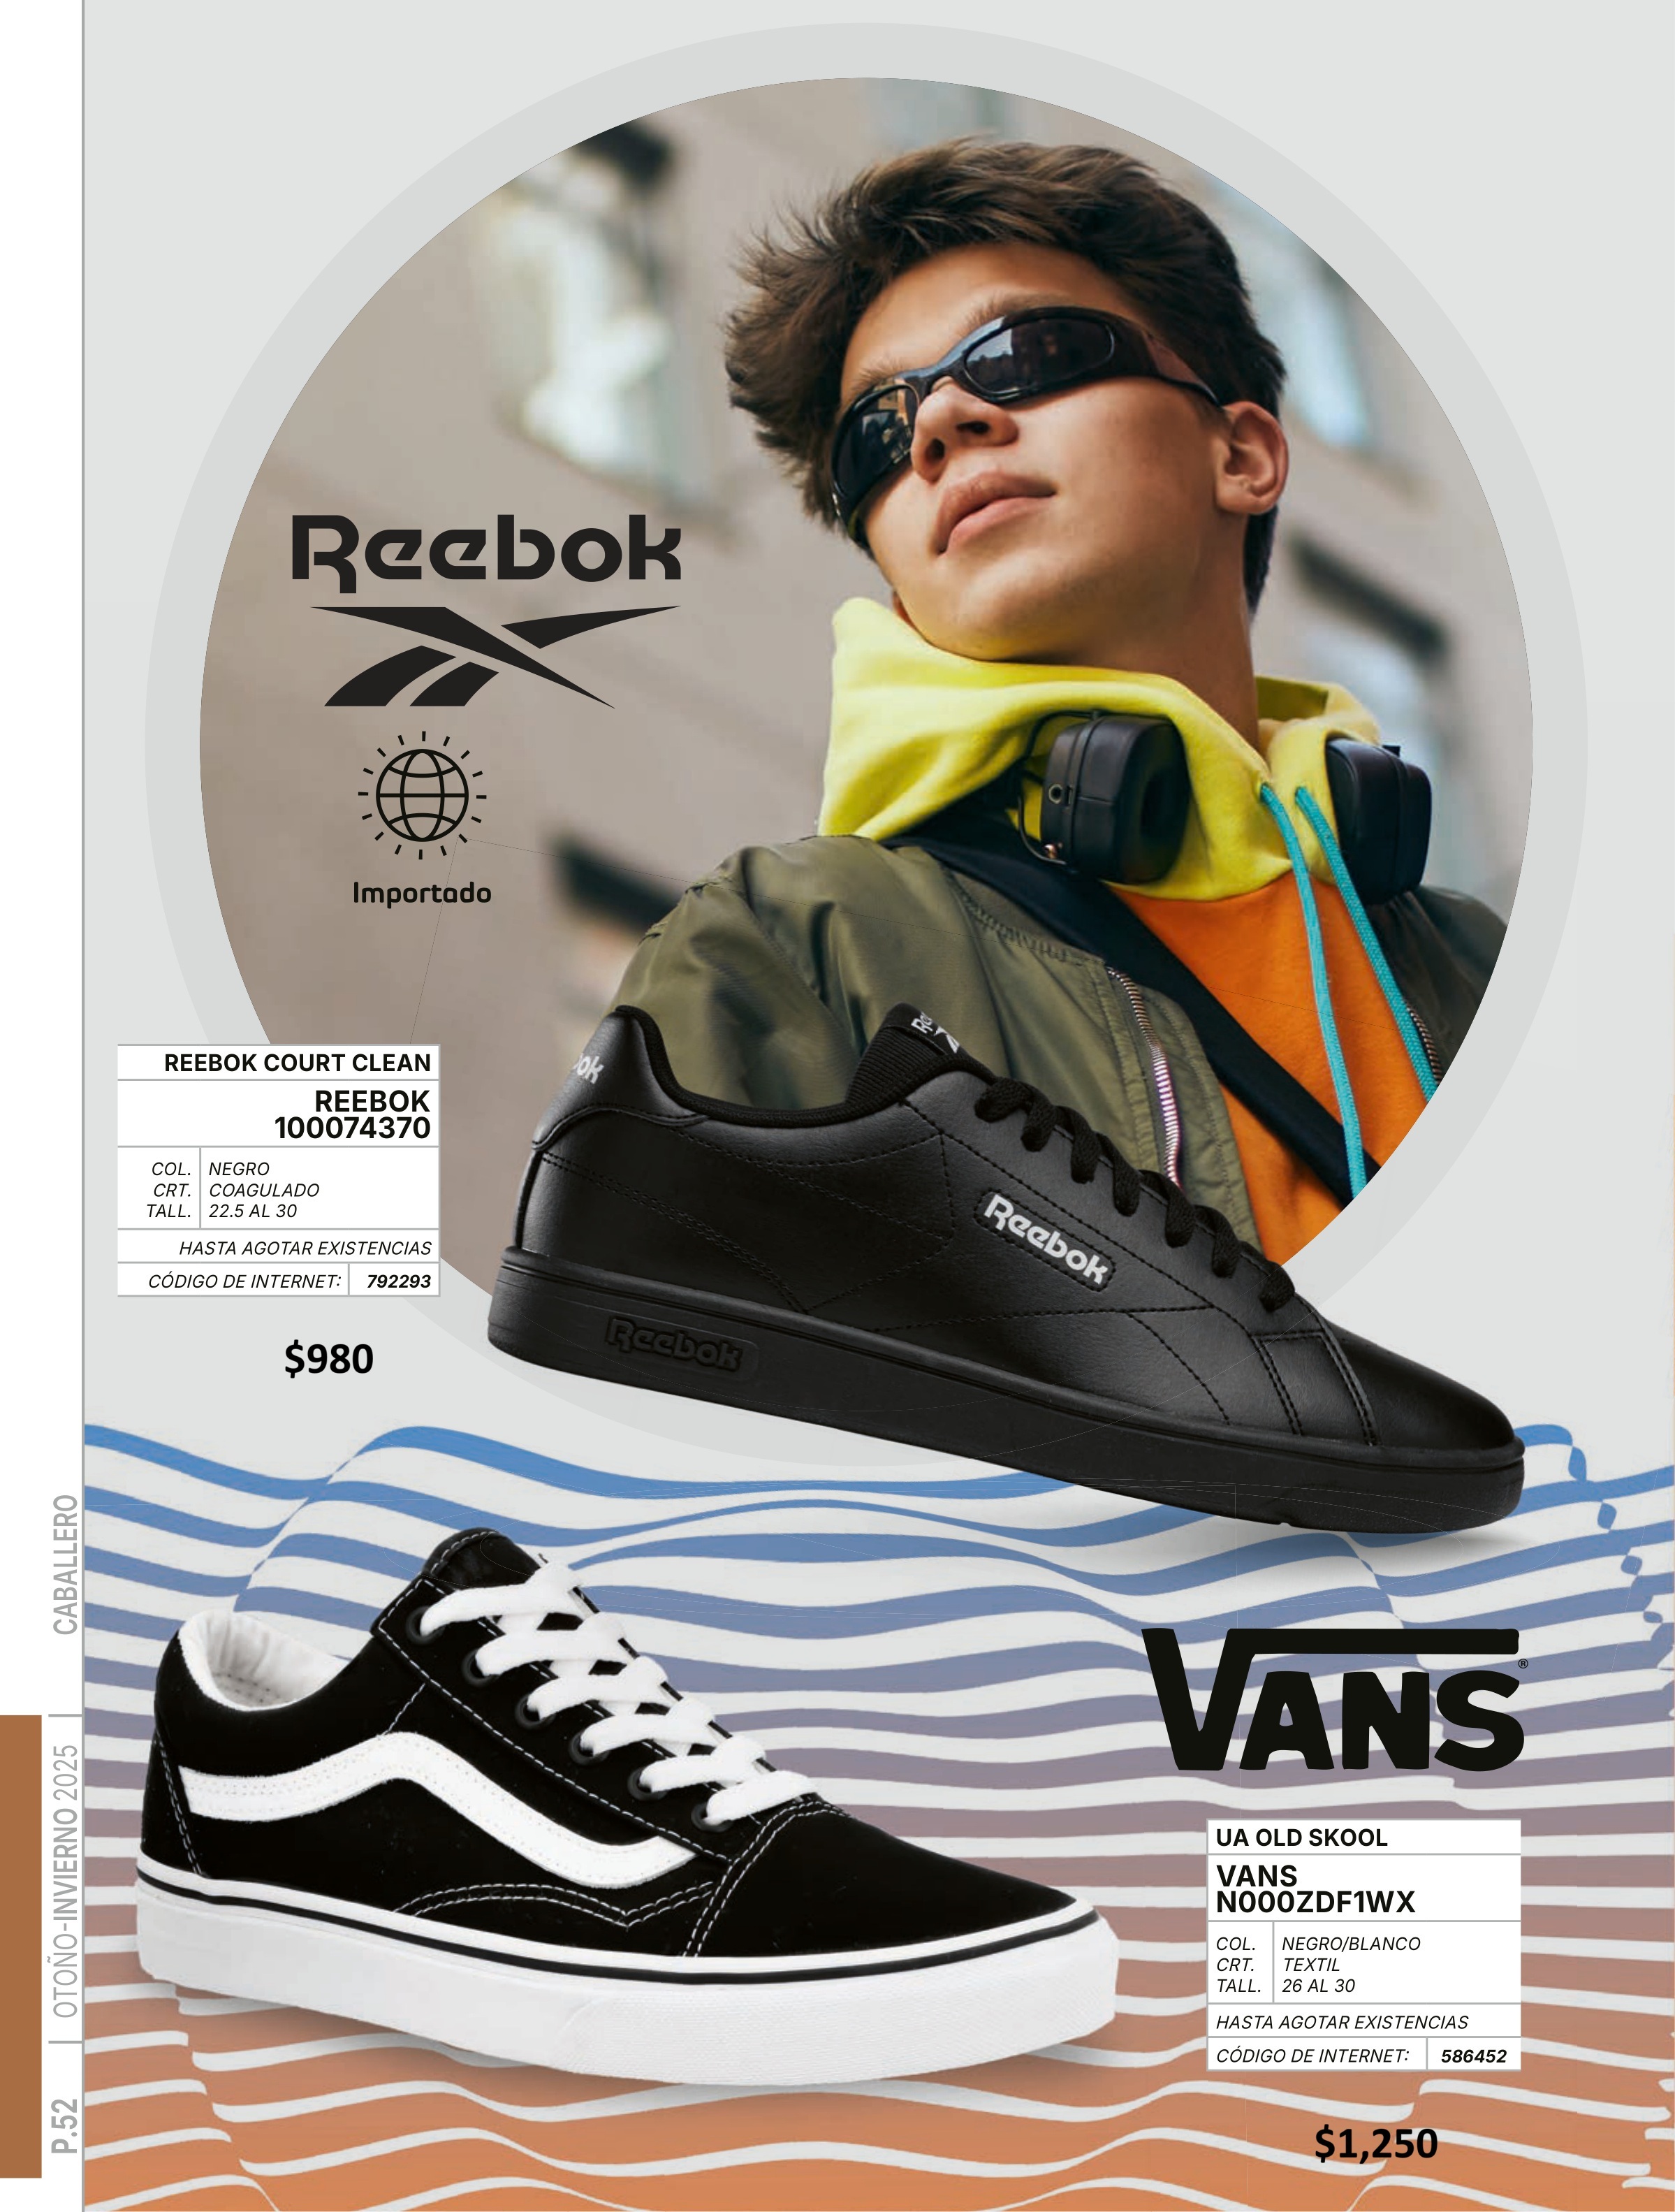 Reebok
Importado
REEBOK COURT CLEAN
REEBOK
100074370
COL. NEGRO
CRT. COAGULADO
TALL. 22.5 AL 30
HASTA AGOTAR EXISTENCIAS
CÓDIGO DE INTERNET: 792293
$980
ok
Reebok
Reebok
VANS®
UA OLD SKOOL
VANS
N000ZDF1WX
COL. NEGRO/BLANCO
CRT. TEXTIL
TALL. 26 AL 30
HASTA AGOTAR EXISTENCIAS
CÓDIGO DE INTERNET: 586452
$1,250
P.52 OTOÑO-INVIERNO 2025 CABALLERO